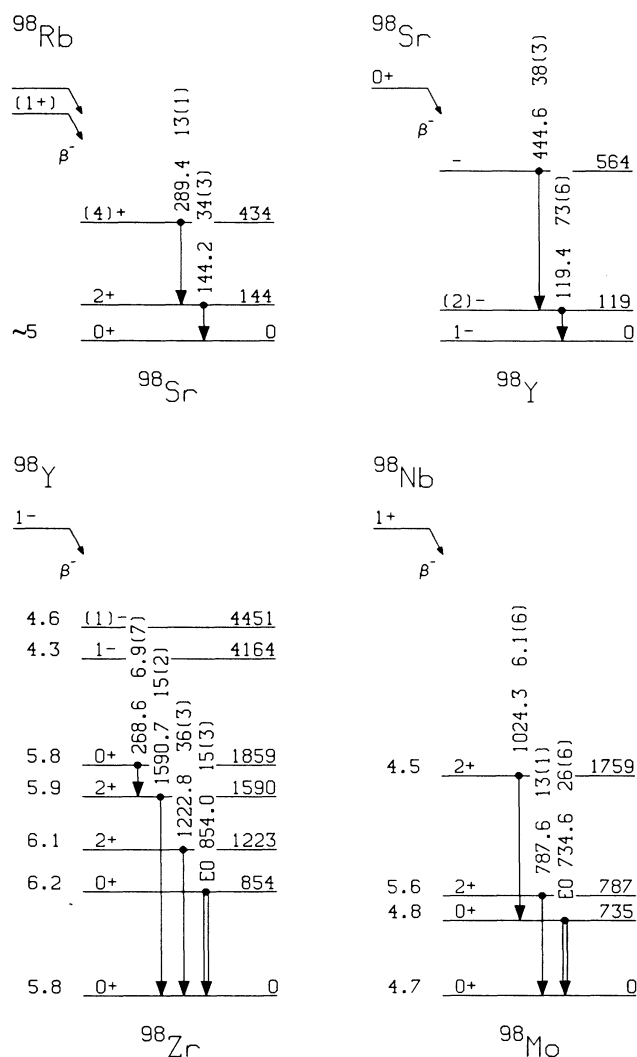 ⁹⁸Rb
(1+)
β⁻
289.4 13(1)
144.2 34(3)
(4)+ 434
2+ 144
~5 0+ 0
⁹⁸Sr
⁹⁸Sr
0+
β⁻
444.6 38(3)
119.4 73(6)
- 564
(2)- 119
1- 0
⁹⁸Y
⁹⁸Y
1-
β⁻
4.6 (1)- 4451
4.3 1- 4164
268.6 6.9(7)
1590.7 15(2)
1222.8 36(3)
E0 854.0 15(3)
5.8 0+ 1859
5.9 2+ 1590
6.1 2+ 1223
6.2 0+ 854
5.8 0+ 0
⁹⁸Zr
⁹⁸Nb
1+
β⁻
1024.3 6.1(6)
787.6 13(1)
E0 734.6 26(6)
4.5 2+ 1759
5.6 2+ 787
4.8 0+ 735
4.7 0+ 0
⁹⁸Mo